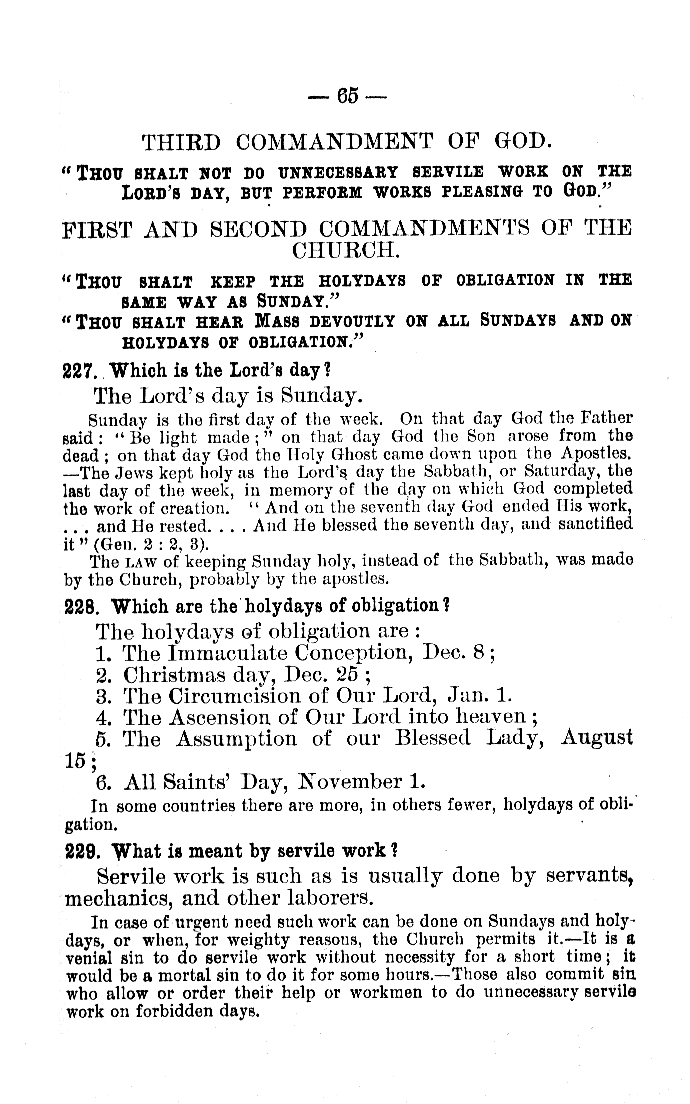 — 65 —
THIRD COMMANDMENT OF GOD.
"THOU SHALT NOT DO UNNECESSARY SERVILE WORK ON THE
LORD'S DAY, BUT PERFORM WORKS PLEASING TO GOD."
FIRST AND SECOND COMMANDMENTS OF THE
CHURCH.
"THOU SHALT KEEP THE HOLYDAYS OF OBLIGATION IN THE
SAME WAY AS SUNDAY."
"THOU SHALT HEAR MASS DEVOUTLY ON ALL SUNDAYS AND ON
HOLYDAYS OF OBLIGATION."
227. Which is the Lord's day?
The Lord's day is Sunday.
Sunday is the first day of the week. On that day God the Father
said: "Be light made;" on that day God the Son arose from the
dead; on that day God the Holy Ghost came down upon the Apostles.
—The Jews kept holy as the Lord's day the Sabbath, or Saturday, the
last day of the week, in memory of the day on which God completed
the work of creation. "And on the seventh day God ended His work,
. . . and He rested. . . . And He blessed the seventh day, and sanctified
it" (Gen. 2 : 2, 3).
The LAW of keeping Sunday holy, instead of the Sabbath, was made
by the Church, probably by the apostles.
228. Which are the holydays of obligation?
The holydays of obligation are:
1. The Immaculate Conception, Dec. 8;
2. Christmas day, Dec. 25;
3. The Circumcision of Our Lord, Jan. 1.
4. The Ascension of Our Lord into heaven;
5. The Assumption of our Blessed Lady, August
15;
6. All Saints' Day, November 1.
In some countries there are more, in others fewer, holydays of obli-
gation.
229. What is meant by servile work?
Servile work is such as is usually done by servants,
mechanics, and other laborers.
In case of urgent need such work can be done on Sundays and holy-
days, or when, for weighty reasons, the Church permits it.—It is a
venial sin to do servile work without necessity for a short time; it
would be a mortal sin to do it for some hours.—Those also commit sin
who allow or order their help or workmen to do unnecessary servile
work on forbidden days.